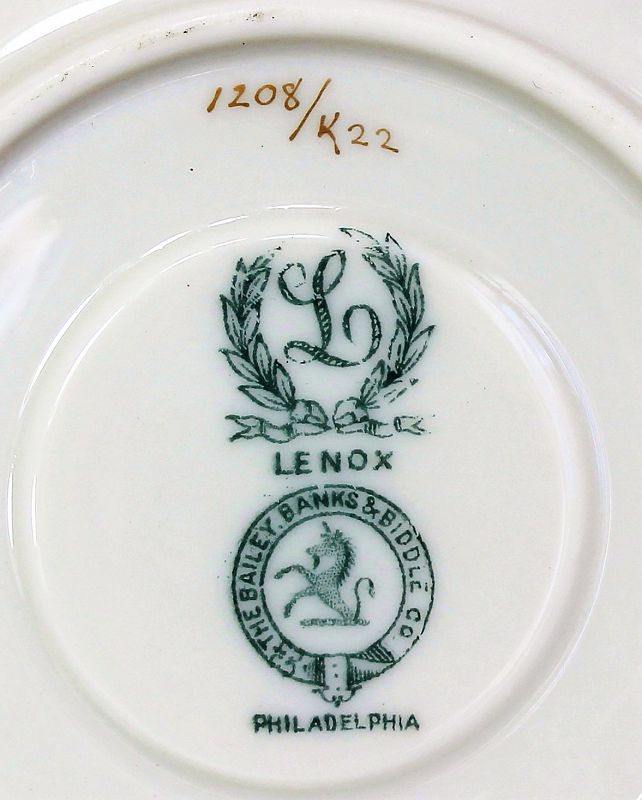 1208/K22
L
LENOX
THE BAILEY, BANKS & BIDDLE CO
PHILADELPHIA